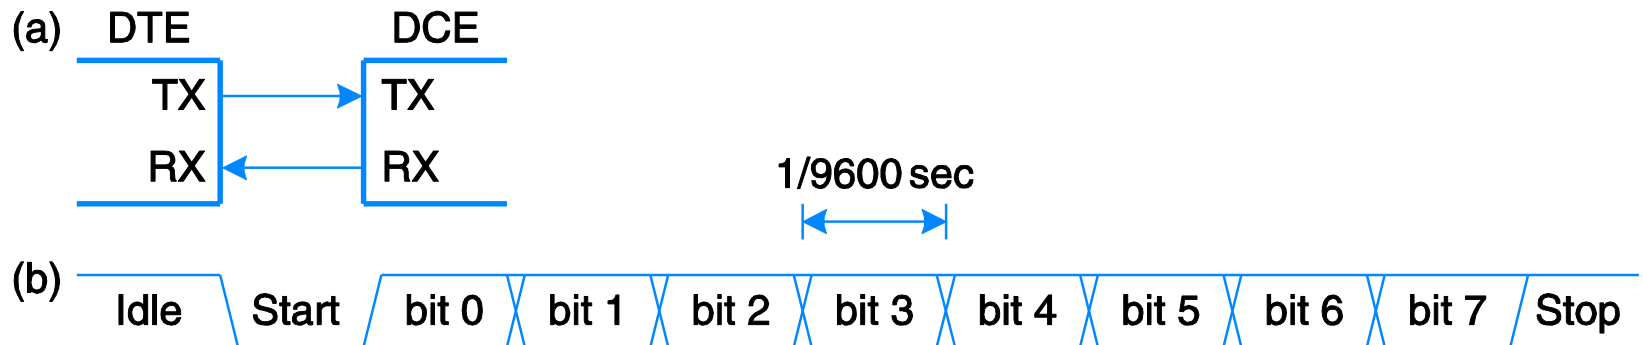 (a) DTE DCE
TX TX
RX RX
1/9600 sec
(b) Idle Start bit 0 bit 1 bit 2 bit 3 bit 4 bit 5 bit 6 bit 7 Stop